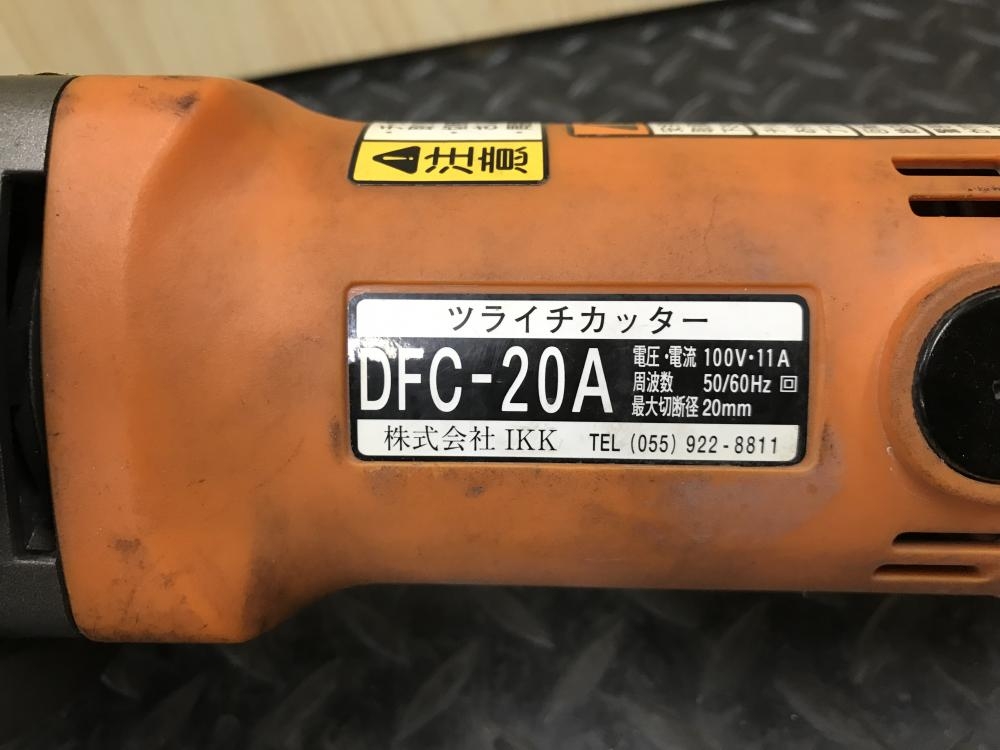 注意
ツライチカッター
DFC-20A
電圧・電流 100V・11A
周波数 50/60Hz
最大切断径 20mm
株式会社 IKK TEL (055) 922-8811